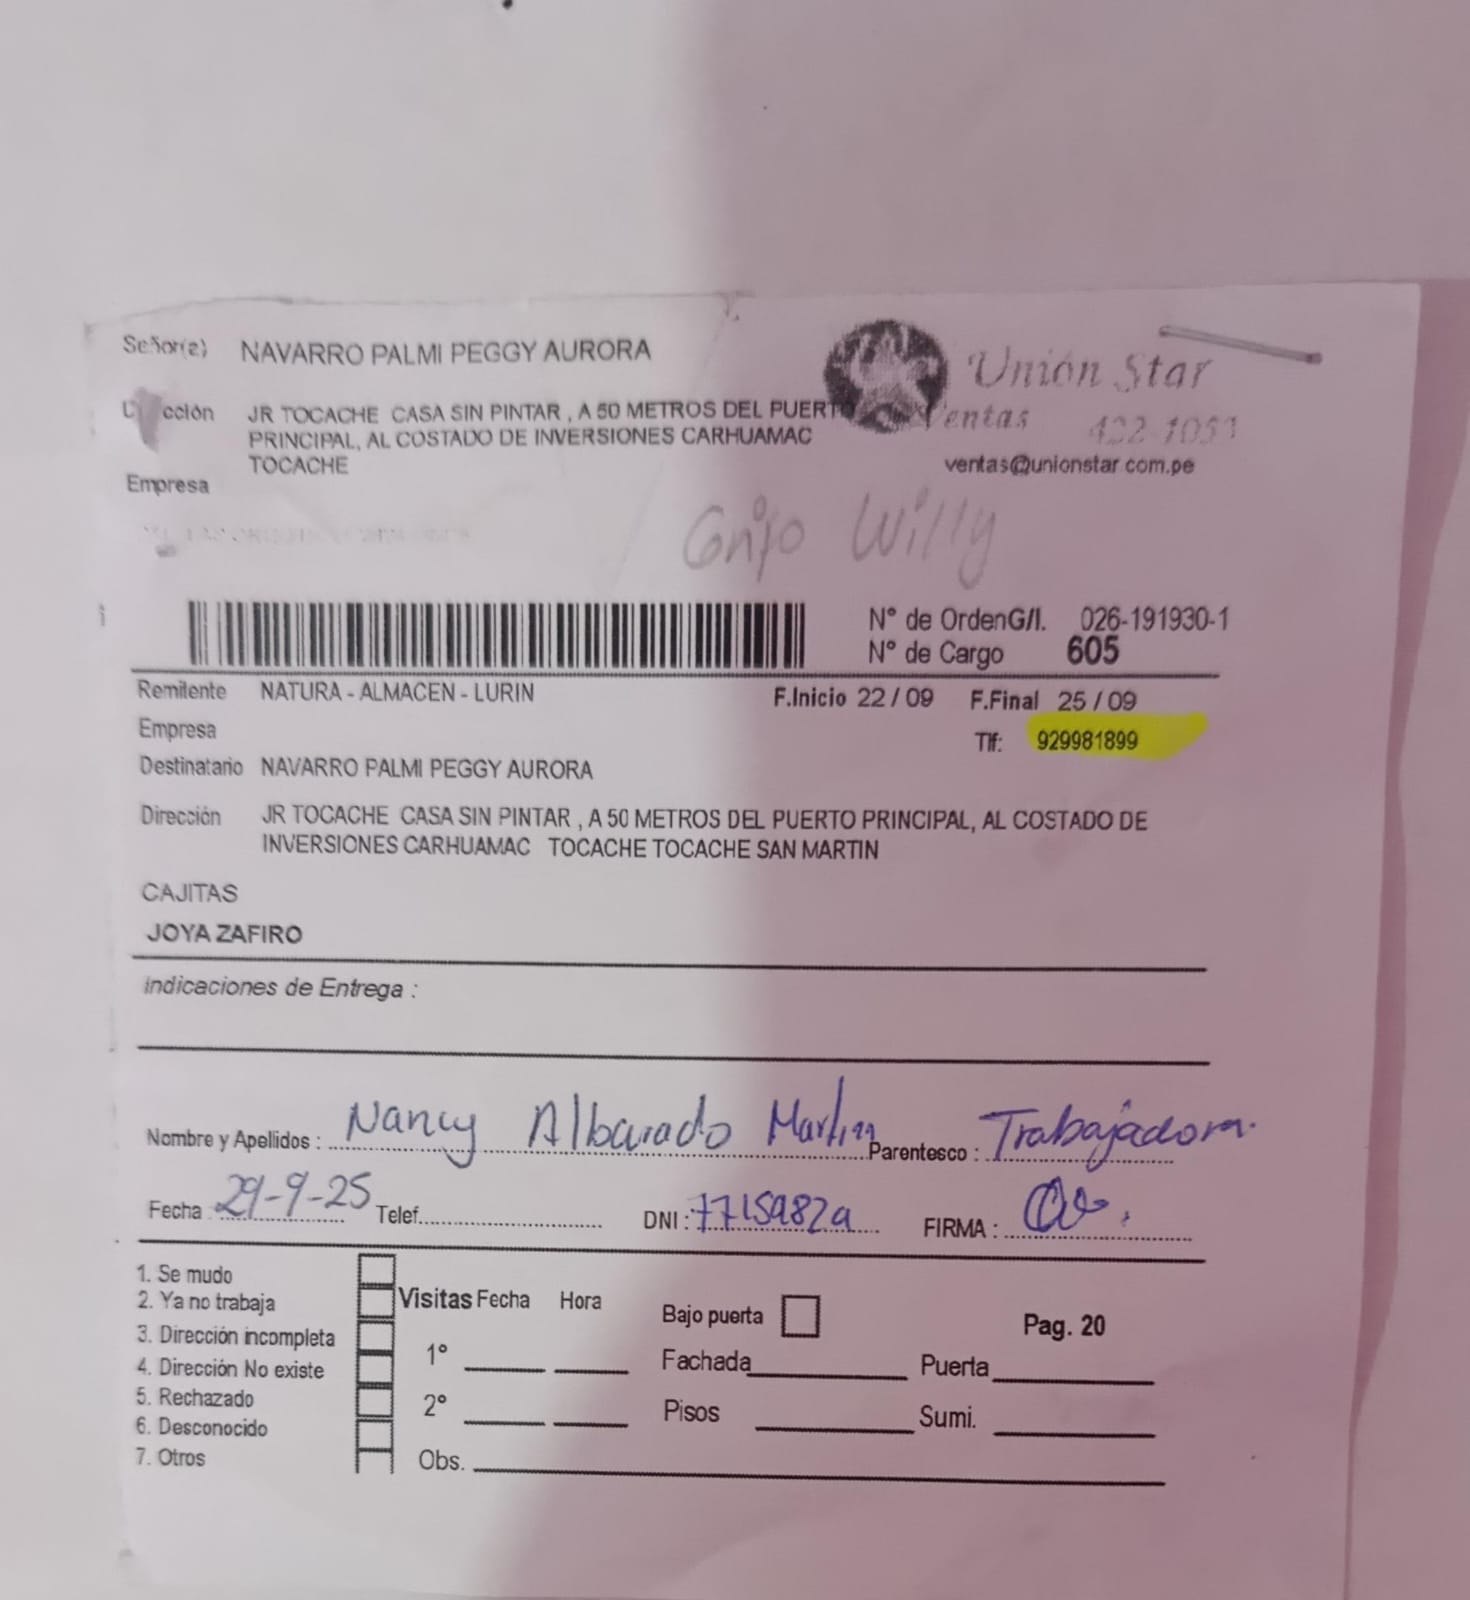 Señor(a) NAVARRO PALMI PEGGY AURORA
Unión Star
Dirección JR TOCACHE CASA SIN PINTAR , A 50 METROS DEL PUERTO
Ventas 422-1051
PRINCIPAL, AL COSTADO DE INVERSIONES CARHUAMAC
TOCACHE
ventas@unionstar.com.pe
Empresa
Grifo Willy
N° de OrdenG/I. 026-191930-1
N° de Cargo 605
Remitente NATURA - ALMACEN - LURIN F.Inicio 22 / 09 F.Final 25 / 09
Empresa
Tlf: 929981899
Destinatario NAVARRO PALMI PEGGY AURORA
Dirección JR TOCACHE CASA SIN PINTAR , A 50 METROS DEL PUERTO PRINCIPAL, AL COSTADO DE
INVERSIONES CARHUAMAC TOCACHE TOCACHE SAN MARTIN
CAJITAS
JOYA ZAFIRO
Indicaciones de Entrega :
Nombre y Apellidos : Nancy Albarado Martin Parentesco : Trabajadora.
Fecha : 29-9-25 Telef. DNI : FIRMA :
1. Se mudo
2. Ya no trabaja
3. Dirección incompleta
4. Dirección No existe
5. Rechazado
6. Desconocido
7. Otros
Visitas Fecha Hora
1°
2°
Obs.
Bajo puerta
Pag. 20
Fachada Puerta
Pisos Sumi.